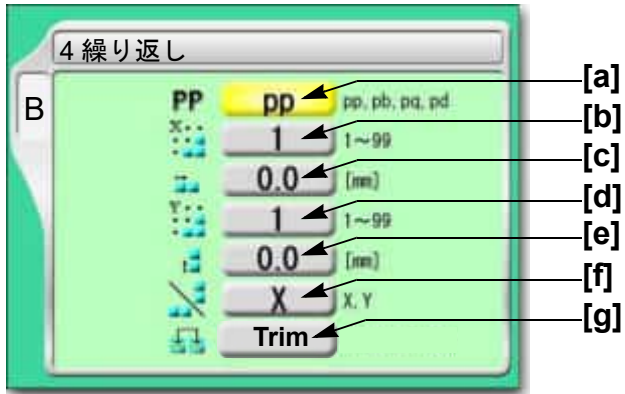 4 繰り返し
B
PP pp pp, pb, pq, pd [a]
X 1 1~99 [b]
0.0 [mm] [c]
Y 1 1~99 [d]
0.0 [mm] [e]
X X, Y [f]
Trim [g]